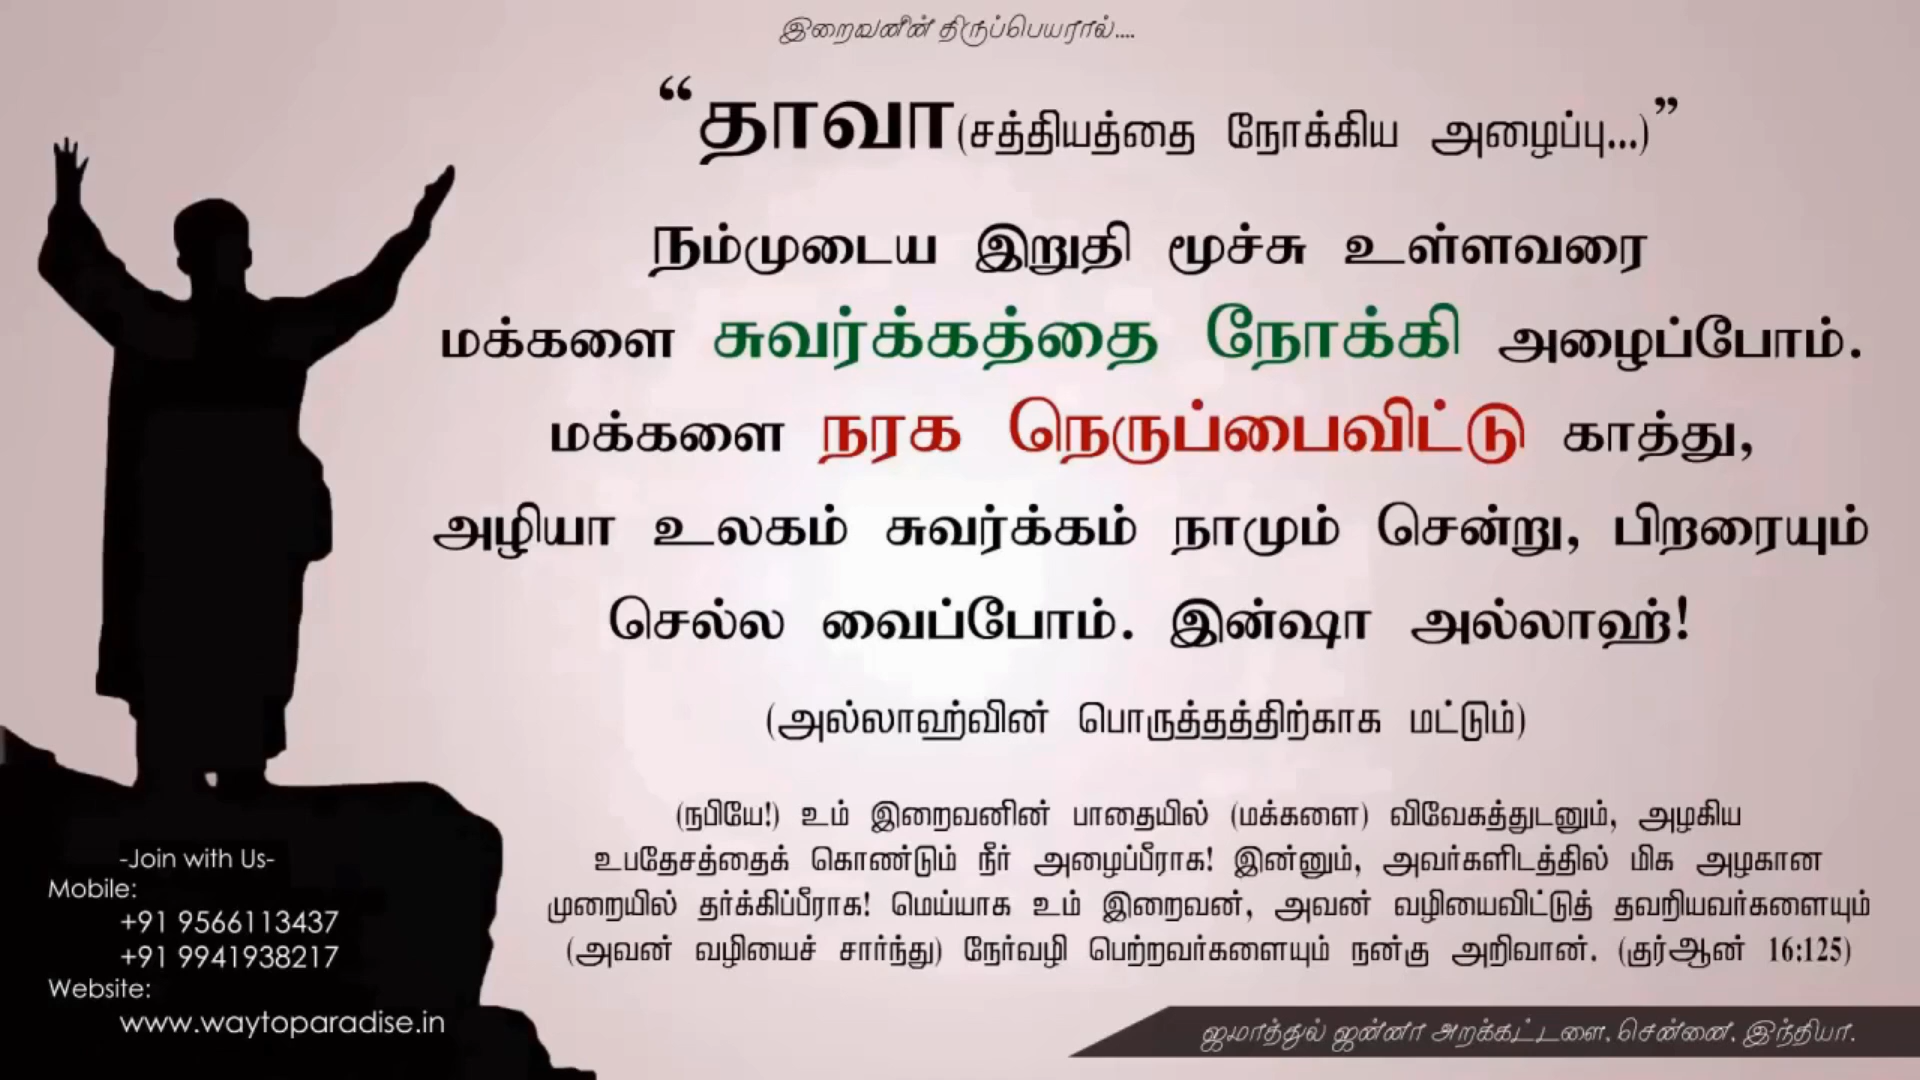 இறைவனின் திருப்பெயரால்....
“தாவா(சத்தியத்தை நோக்கிய அழைப்பு...)”
நம்முடைய இறுதி மூச்சு உள்ளவரை
மக்களை சுவர்க்கத்தை நோக்கி அழைப்போம்.
மக்களை நரக நெருப்பைவிட்டு காத்து,
அழியா உலகம் சுவர்க்கம் நாமும் சென்று, பிறரையும்
செல்ல வைப்போம். இன்ஷா அல்லாஹ்!
(அல்லாஹ்வின் பொருத்தத்திற்காக மட்டும்)
(நபியே!) உம் இறைவனின் பாதையில் (மக்களை) விவேகத்துடனும், அழகிய
உபதேசத்தைக் கொண்டும் நீர் அழைப்பீராக! இன்னும், அவர்களிடத்தில் மிக அழகான
முறையில் தர்க்கிப்பீராக! மெய்யாக உம் இறைவன், அவன் வழியைவிட்டுத் தவறியவர்களையும்
(அவன் வழியைச் சார்ந்து) நேர்வழி பெற்றவர்களையும் நன்கு அறிவான். (குர்ஆன் 16:125)
-Join with Us-
Mobile:
+91 9566113437
+91 9941938217
Website:
www.waytoparadise.in
ஜமாத்துல் ஜன்னா அறக்கட்டளை, சென்னை, இந்தியா.